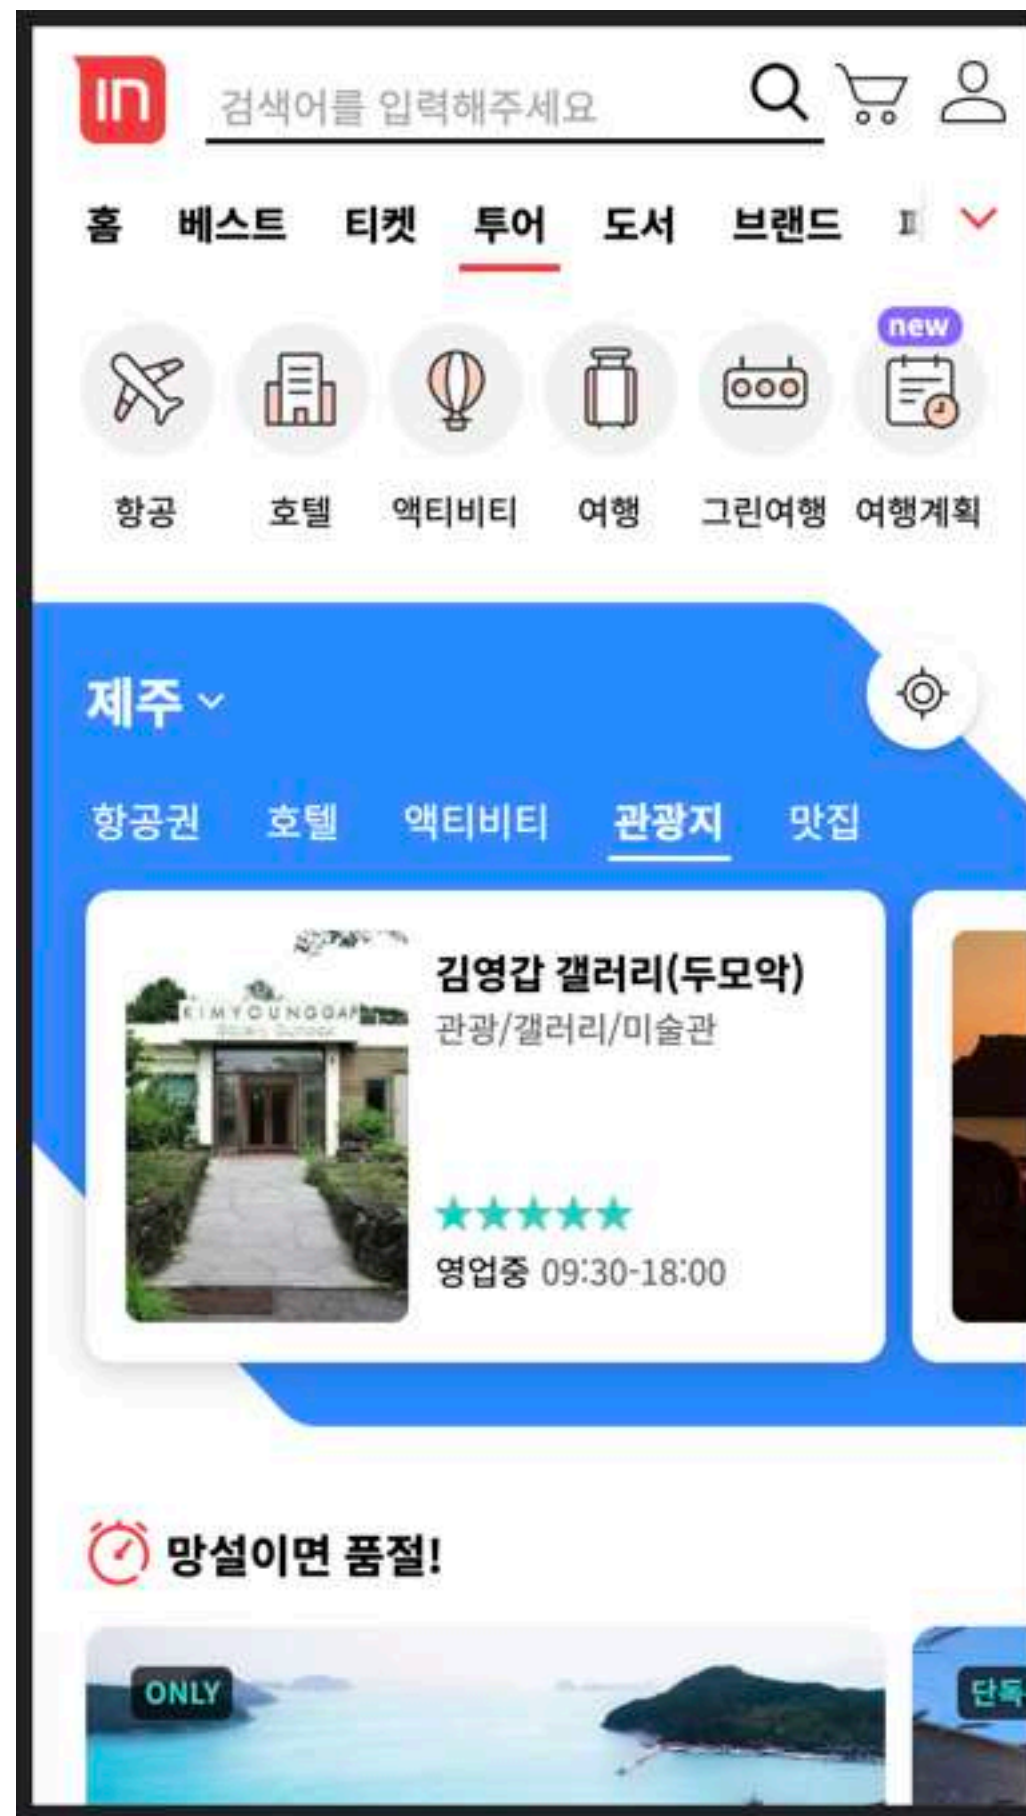 in
검색어를 입력해주세요
홈 베스트 티켓 투어 도서 브랜드
new
항공 호텔 액티비티 여행 그린여행 여행계획
제주
항공권 호텔 액티비티 관광지 맛집
KIMYOUNGGAP
김영갑 갤러리(두모악)
관광/갤러리/미술관
★★★★★
영업중 09:30-18:00
망설이면 품절!
ONLY 단독